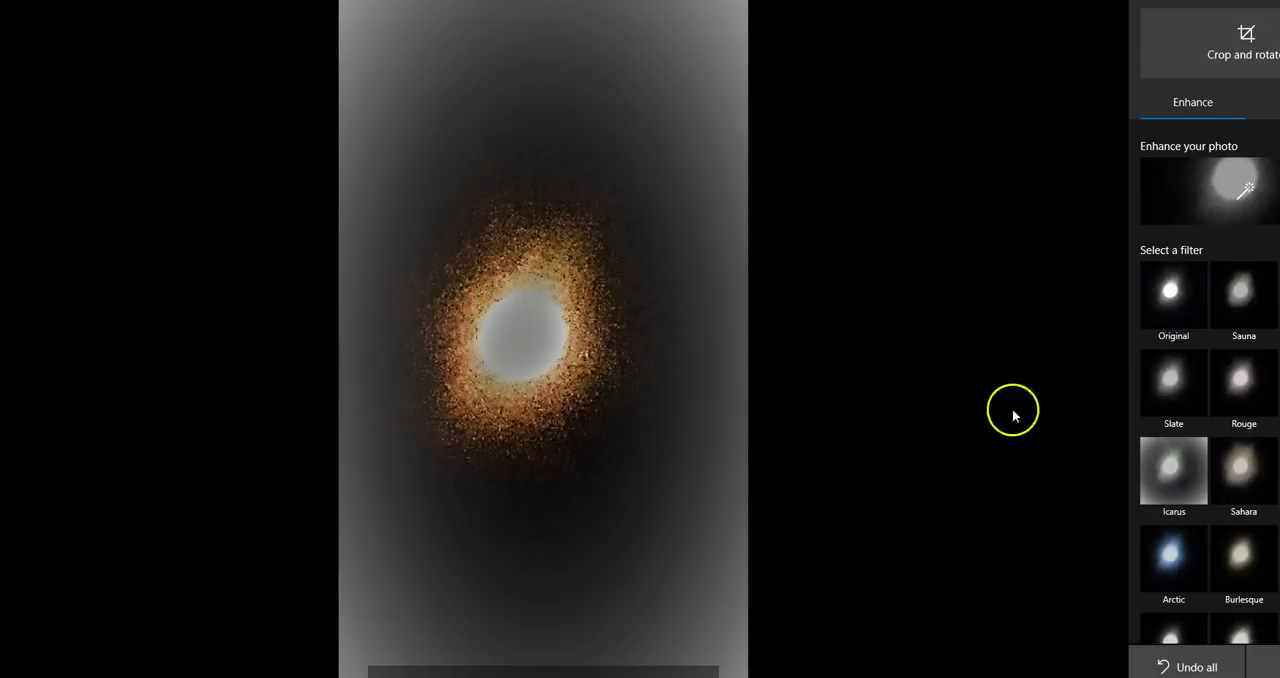 Crop and rotat
Enhance
Enhance your photo
Select a filter
Original Sauna
Slate Rouge
Icarus Sahara
Arctic Burlesque
Undo all